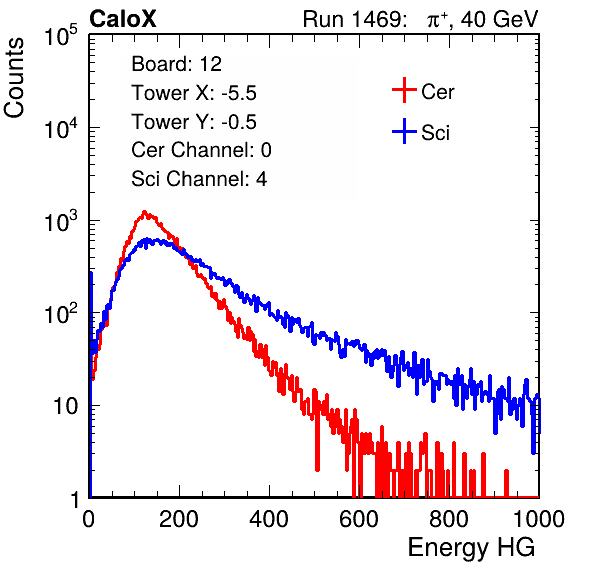 CaloX Run 1469: π⁺, 40 GeV
Counts
Board: 12
Tower X: -5.5
Tower Y: -0.5
Cer Channel: 0
Sci Channel: 4
Cer
Sci
10⁵
10⁴
10³
10²
10
1
0 200 400 600 800 1000
Energy HG